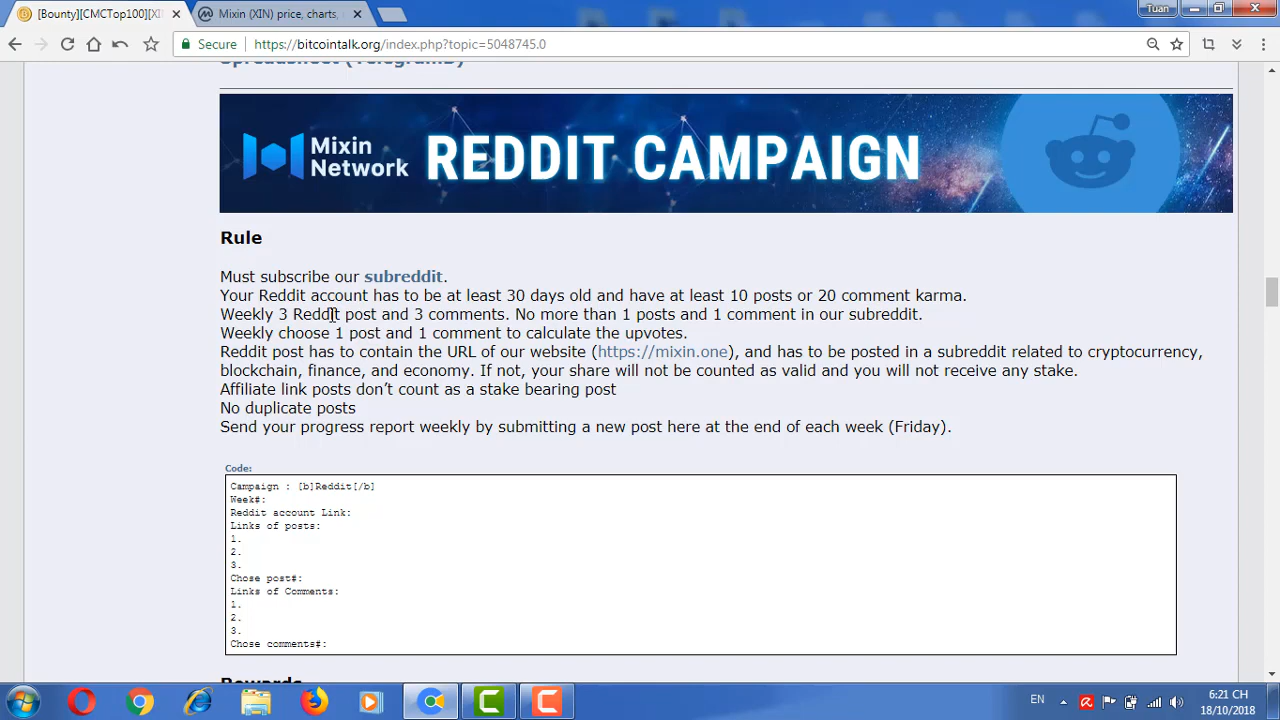 [Bounty][CMCTop100][XI
Mixin (XIN) price, charts,
Tuan
Secure
https://bitcointalk.org/index.php?topic=5048745.0
Spreadsheet (TelegramID)
Mixin
Network
REDDIT CAMPAIGN
Rule
Must subscribe our subreddit.
Your Reddit account has to be at least 30 days old and have at least 10 posts or 20 comment karma.
Weekly 3 Reddit post and 3 comments. No more than 1 posts and 1 comment in our subreddit.
Weekly choose 1 post and 1 comment to calculate the upvotes.
Reddit post has to contain the URL of our website (https://mixin.one), and has to be posted in a subreddit related to cryptocurrency,
blockchain, finance, and economy. If not, your share will not be counted as valid and you will not receive any stake.
Affiliate link posts don’t count as a stake bearing post
No duplicate posts
Send your progress report weekly by submitting a new post here at the end of each week (Friday).
Code:
Campaign : [b]Reddit[/b]
Week#:
Reddit account Link:
Links of posts:
1.
2.
3.
Chose post#:
Links of Comments:
1.
2.
3.
Chose comments#:
Rewards
EN
6:21 CH
18/10/2018